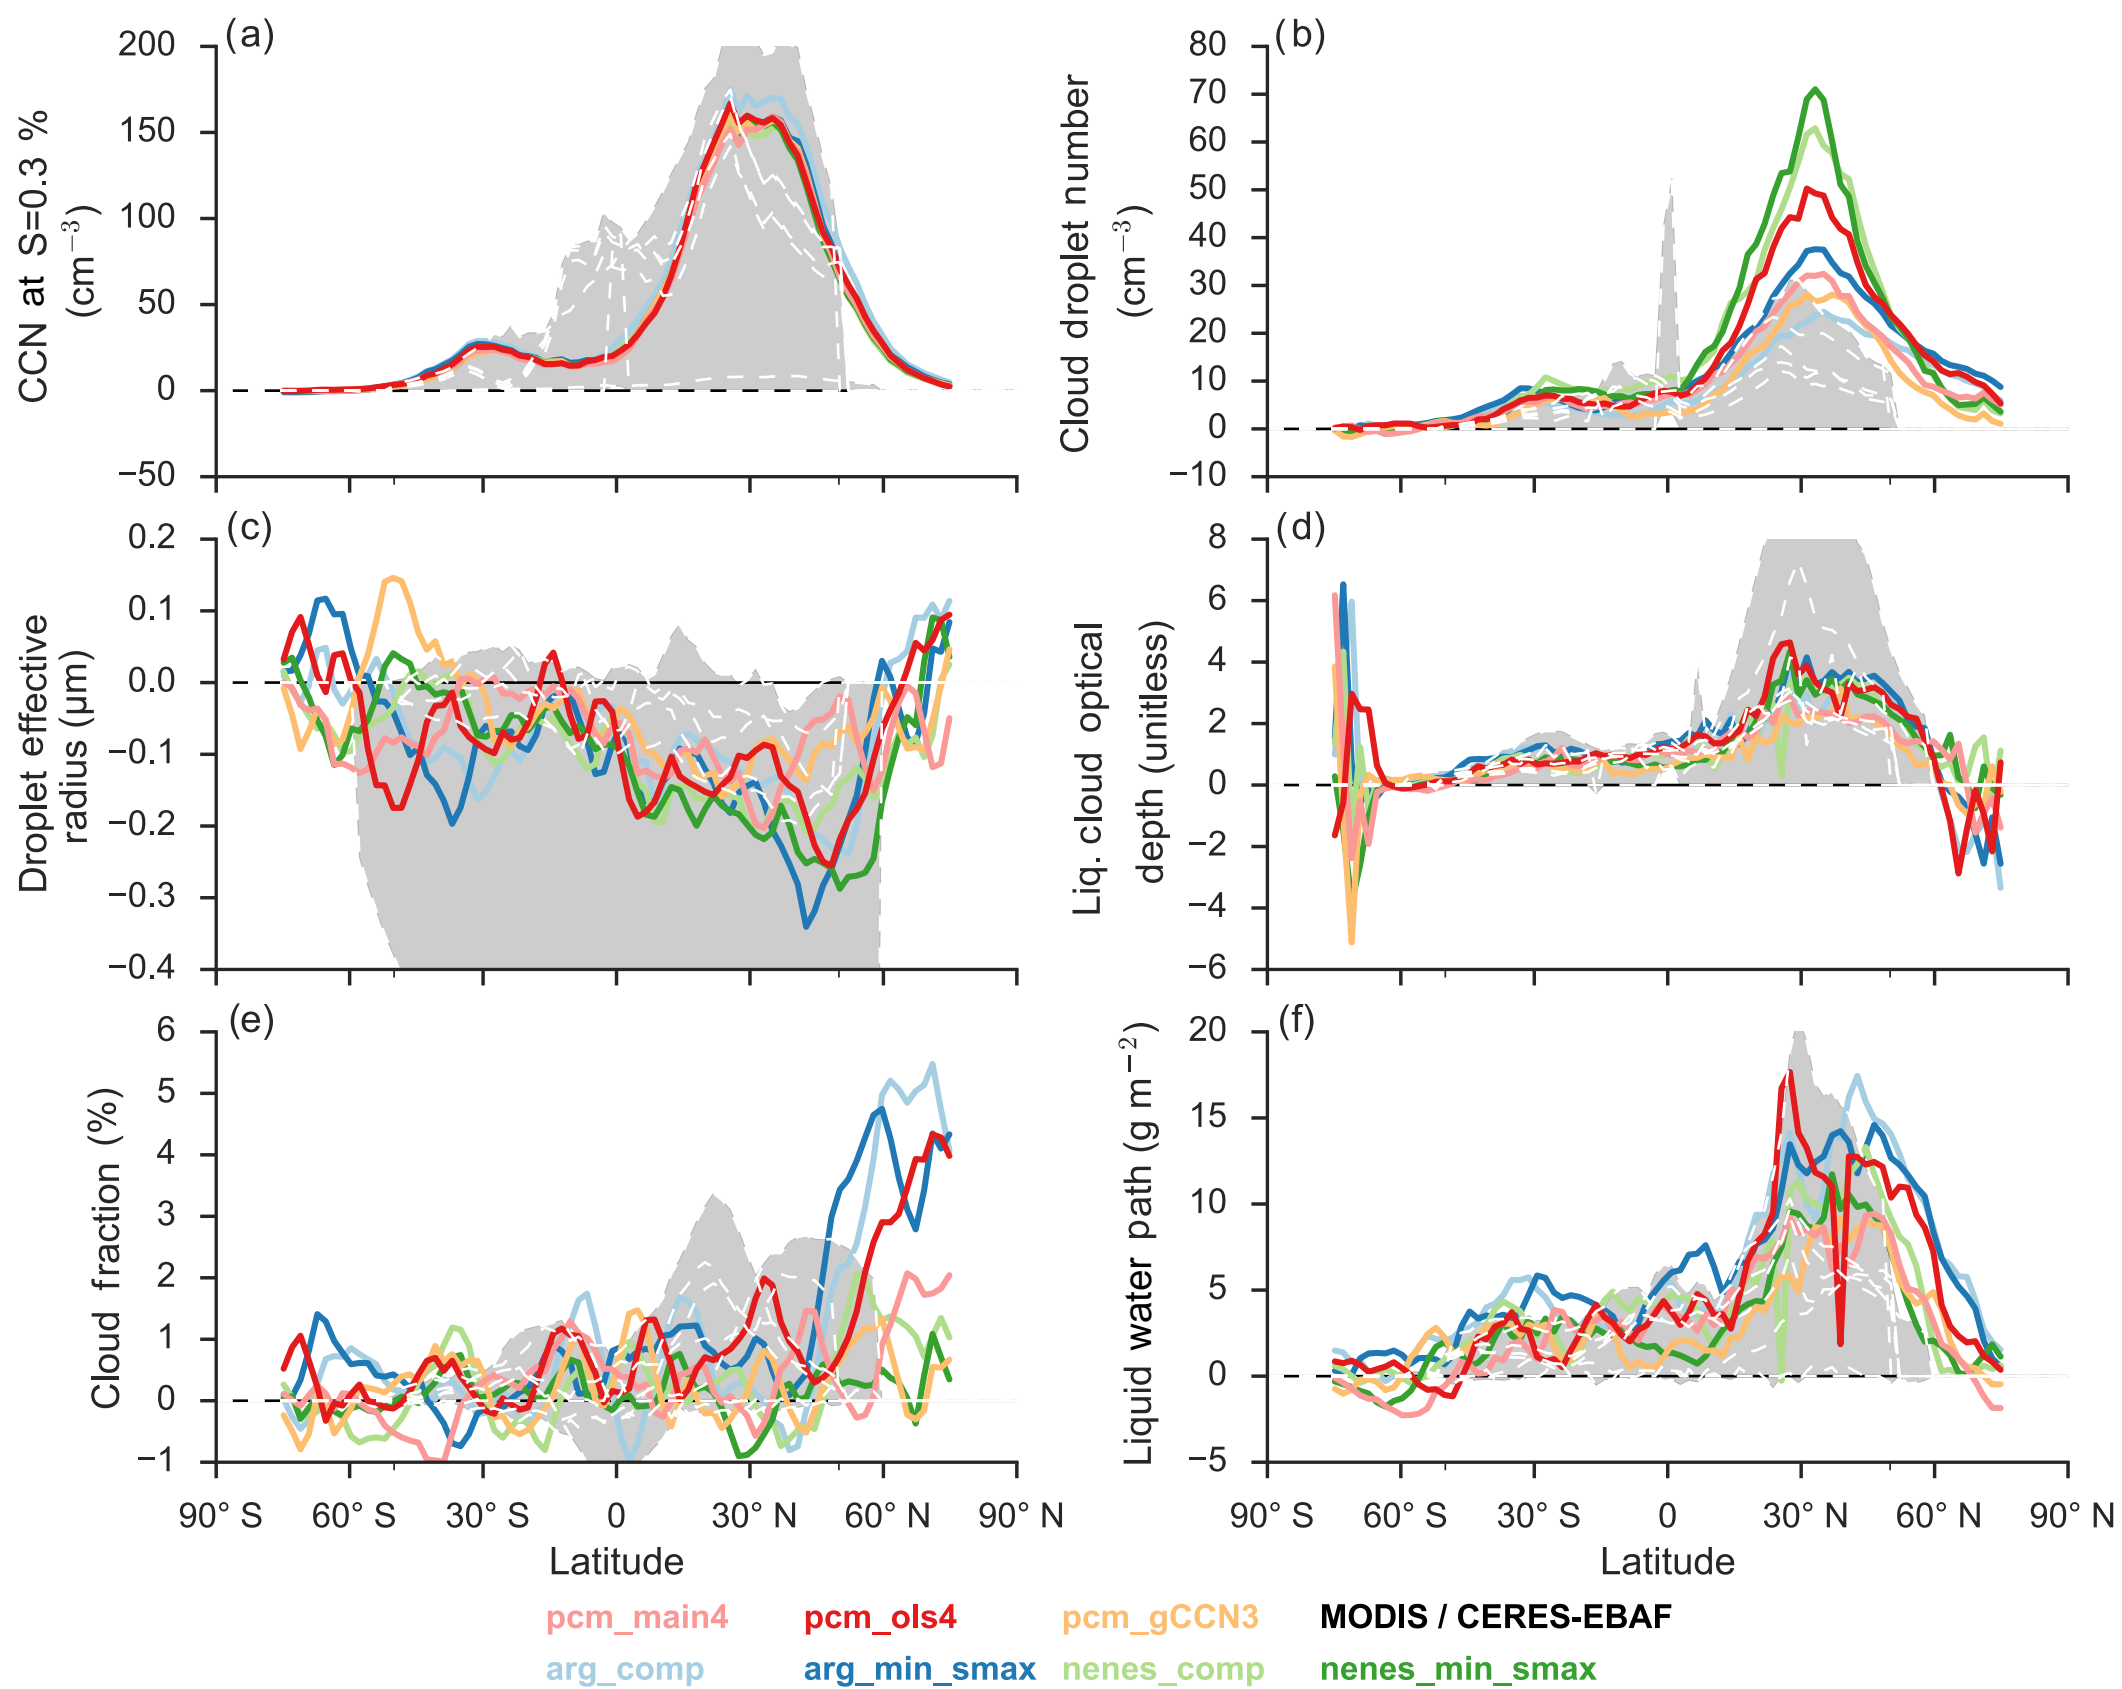 (a)
200
150
100
50
0
−50
CCN at S=0.3 %
(cm−3)
(b)
80
70
60
50
40
30
20
10
0
−10
Cloud droplet number
(cm−3)
(c)
0.2
0.1
0.0
−0.1
−0.2
−0.3
−0.4
Droplet effective
radius (μm)
(d)
8
6
4
2
0
−2
−4
−6
Liq. cloud optical
depth (unitless)
(e)
6
5
4
3
2
1
0
−1
Cloud fraction (%)
90° S 60° S 30° S 0 30° N 60° N 90° N
Latitude
(f)
20
15
10
5
0
−5
Liquid water path (g m−2)
90° S 60° S 30° S 0 30° N 60° N 90° N
Latitude
pcm_main4 pcm_ols4 pcm_gCCN3 MODIS / CERES-EBAF
arg_comp arg_min_smax nenes_comp nenes_min_smax